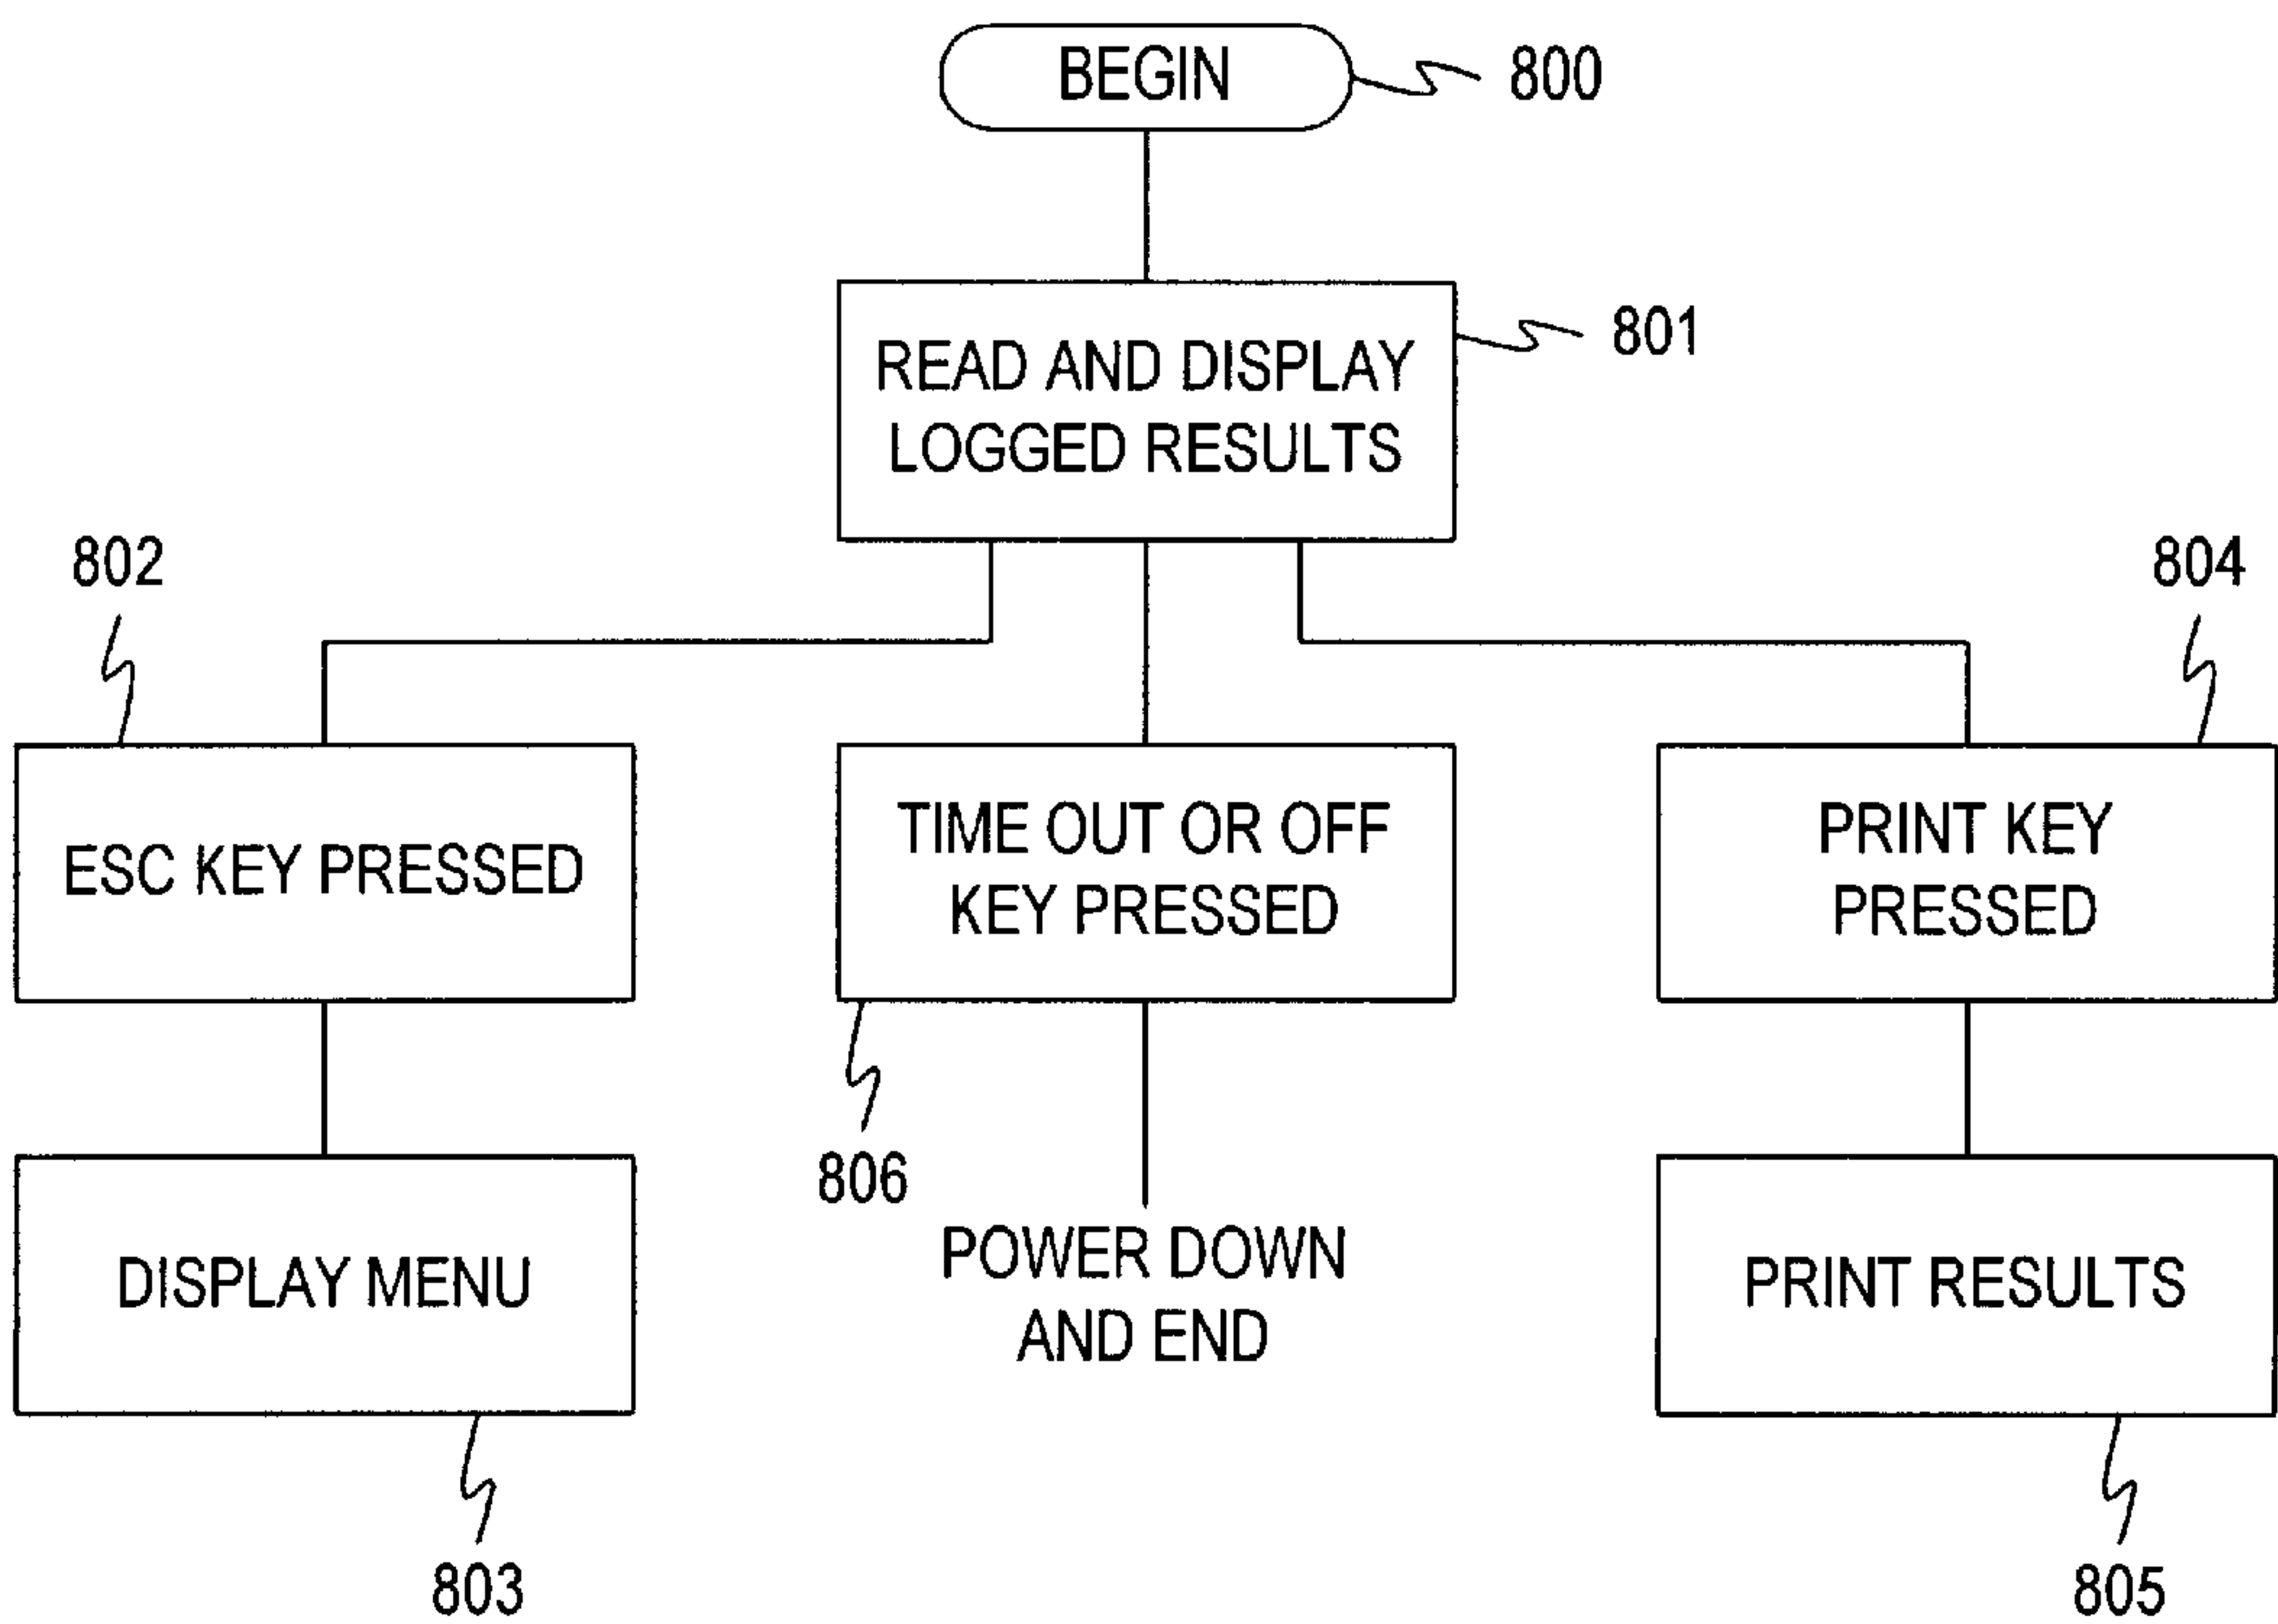 BEGIN
800
READ AND DISPLAY
LOGGED RESULTS
801
802
804
ESC KEY PRESSED
TIME OUT OR OFF
KEY PRESSED
PRINT KEY
PRESSED
806
DISPLAY MENU
POWER DOWN
AND END
PRINT RESULTS
803
805